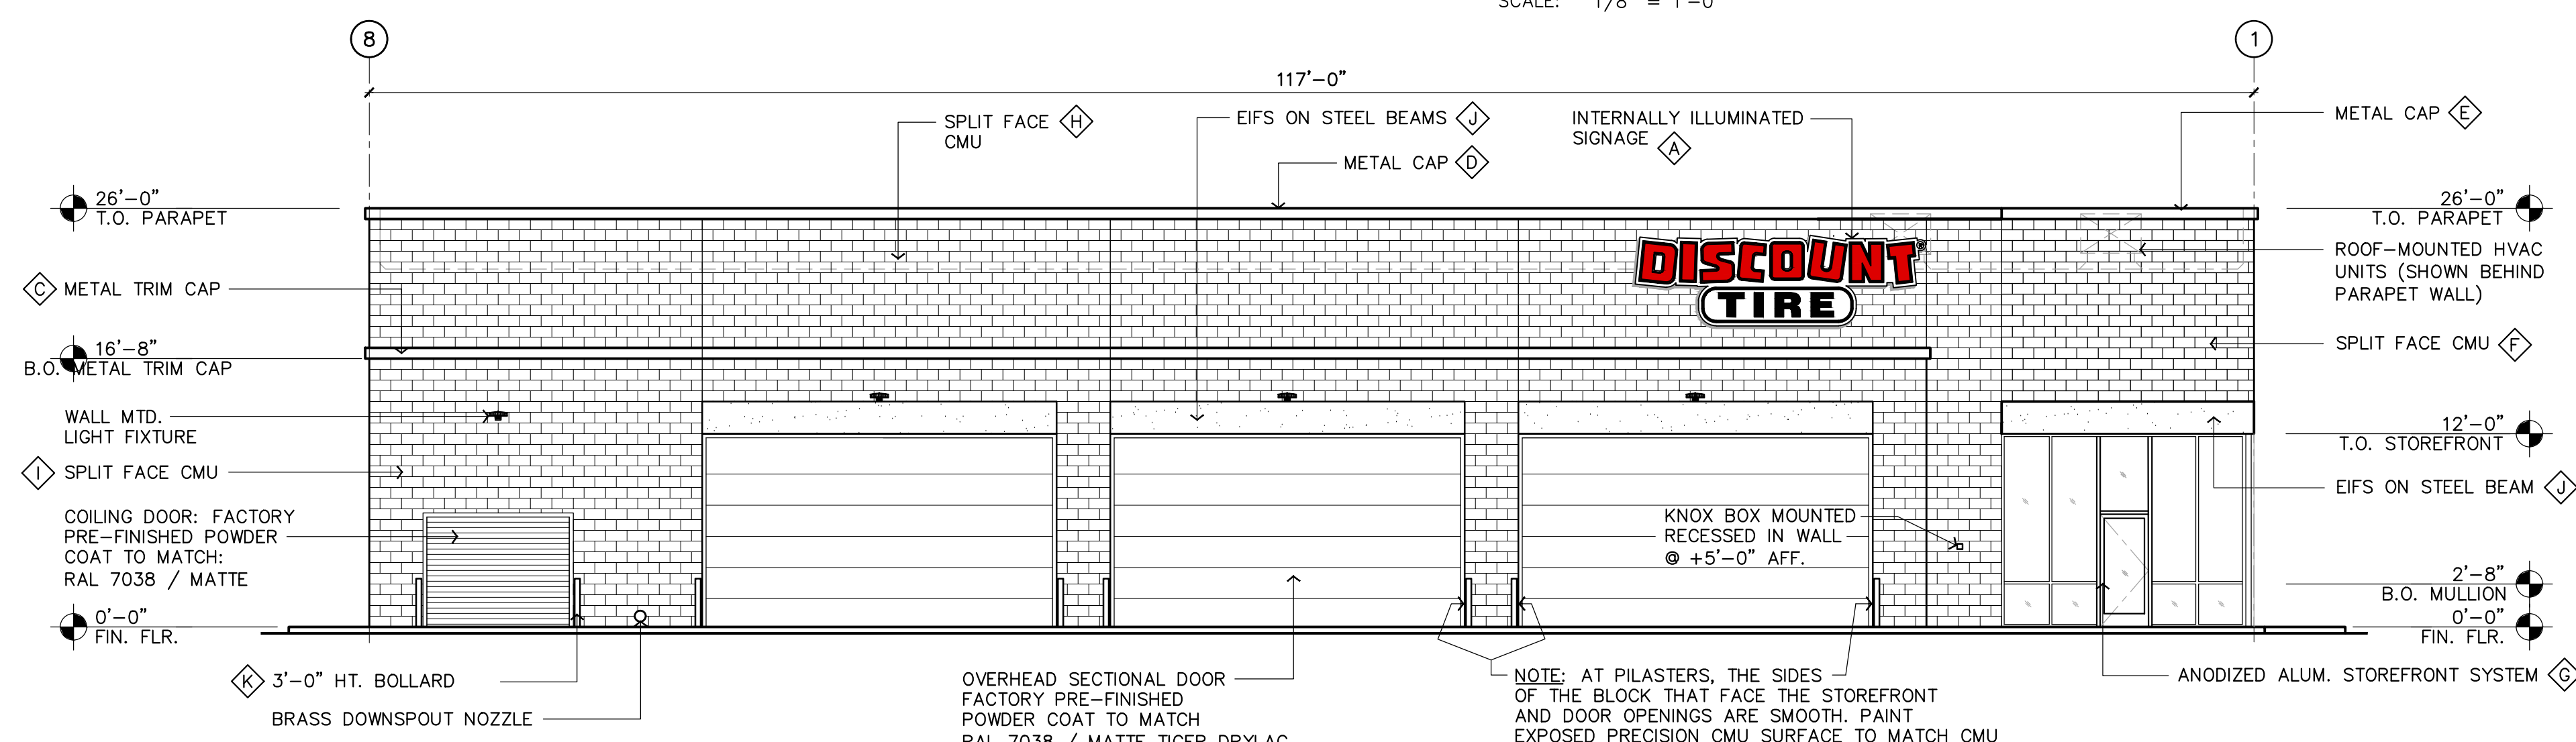 SCALE: 1/8" = 1'-0"
8
1
117'-0"
SPLIT FACE H
CMU
EIFS ON STEEL BEAMS J
METAL CAP D
INTERNALLY ILLUMINATED
SIGNAGE A
METAL CAP E
26'-0"
T.O. PARAPET
26'-0"
T.O. PARAPET
ROOF-MOUNTED HVAC
UNITS (SHOWN BEHIND
PARAPET WALL)
DISCOUNT®
TIRE
C METAL TRIM CAP
16'-8"
B.O. METAL TRIM CAP
SPLIT FACE CMU F
WALL MTD.
LIGHT FIXTURE
12'-0"
T.O. STOREFRONT
I SPLIT FACE CMU
EIFS ON STEEL BEAM J
COILING DOOR: FACTORY
PRE-FINISHED POWDER
COAT TO MATCH:
RAL 7038 / MATTE
KNOX BOX MOUNTED
RECESSED IN WALL
@ +5'-0" AFF.
2'-8"
B.O. MULLION
0'-0"
FIN. FLR.
0'-0"
FIN. FLR.
K 3'-0" HT. BOLLARD
BRASS DOWNSPOUT NOZZLE
OVERHEAD SECTIONAL DOOR
FACTORY PRE-FINISHED
POWDER COAT TO MATCH
RAL 7038 / MATTE TIGER DRYLAC
NOTE: AT PILASTERS, THE SIDES
OF THE BLOCK THAT FACE THE STOREFRONT
AND DOOR OPENINGS ARE SMOOTH. PAINT
EXPOSED PRECISION CMU SURFACE TO MATCH CMU
ANODIZED ALUM. STOREFRONT SYSTEM G